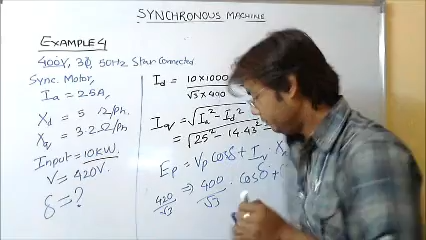 SYNCHRONOUS MACHINE
EXAMPLE 4
400V, 3Φ, 50Hz Star Connected
Sync. Motor,
Ia = 25A,
Xd = 5 Ω/ph.
Xq = 3.2 Ω/ph
Input = 10KW.
V = 420V.
δ = ?
Id = 10×1000 / √3 × 400
Iq = √Ia² - Id²
= √25² - 14.43²
Ep = Vp cosδ + Iq . X
420/√3 ⇒ 400/√3 . cosδ +